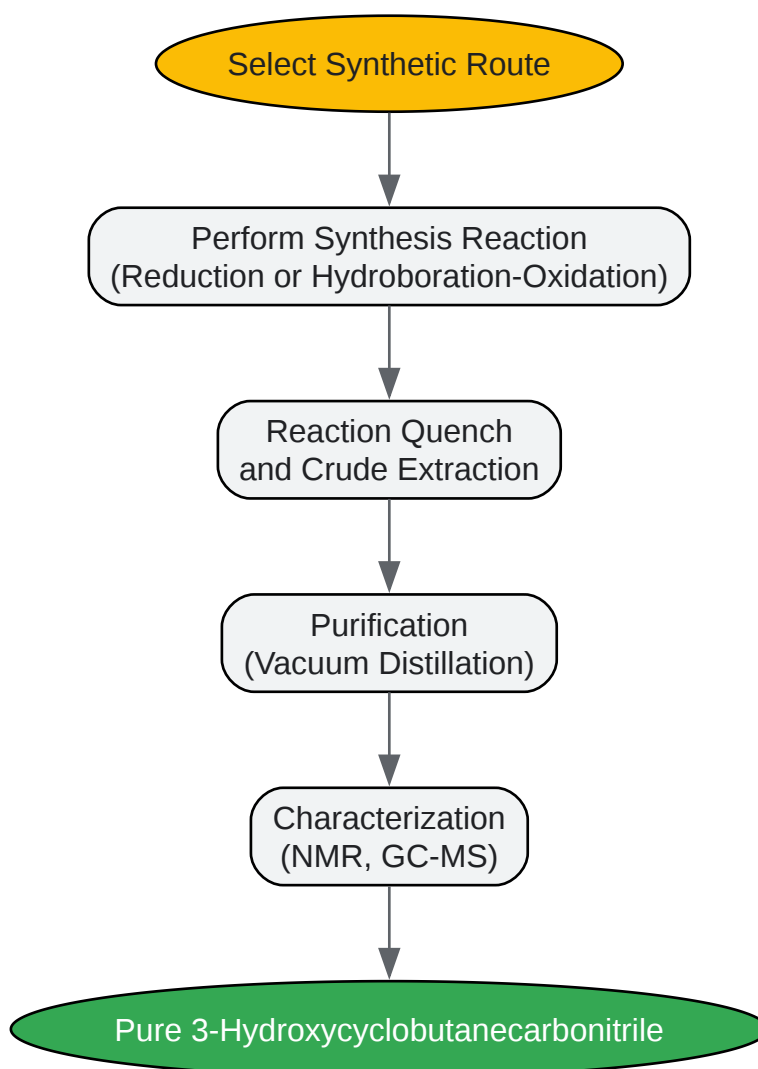 Select Synthetic Route
Perform Synthesis Reaction
(Reduction or Hydroboration-Oxidation)
Reaction Quench
and Crude Extraction
Purification
(Vacuum Distillation)
Characterization
(NMR, GC-MS)
Pure 3-Hydroxycyclobutanecarbonitrile